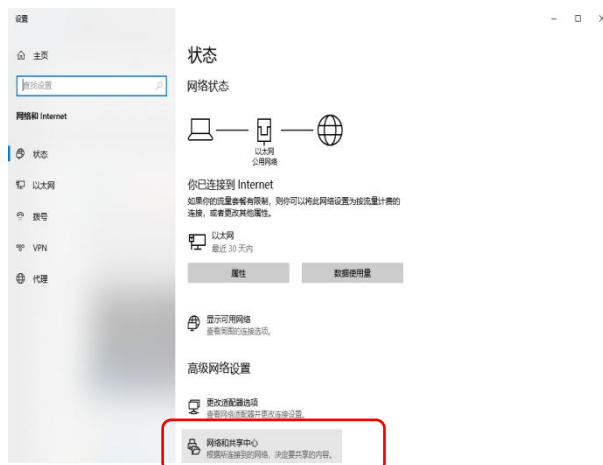 设置
主页
状态
查找设置
网络状态
网络和 Internet
状态
以太网
公用网络
以太网
你已连接到 Internet
如果你的流量套餐有限制，则你可以将此网络设置为按流量计费的
连接，或者更改其他属性。
拨号
以太网
最近 30 天内
VPN
属性
数据使用量
代理
显示可用网络
查看周围的连接选项。
高级网络设置
更改适配器选项
查看网络适配器并更改连接设置。
网络和共享中心
根据所连接到的网络，决定要共享的内容。